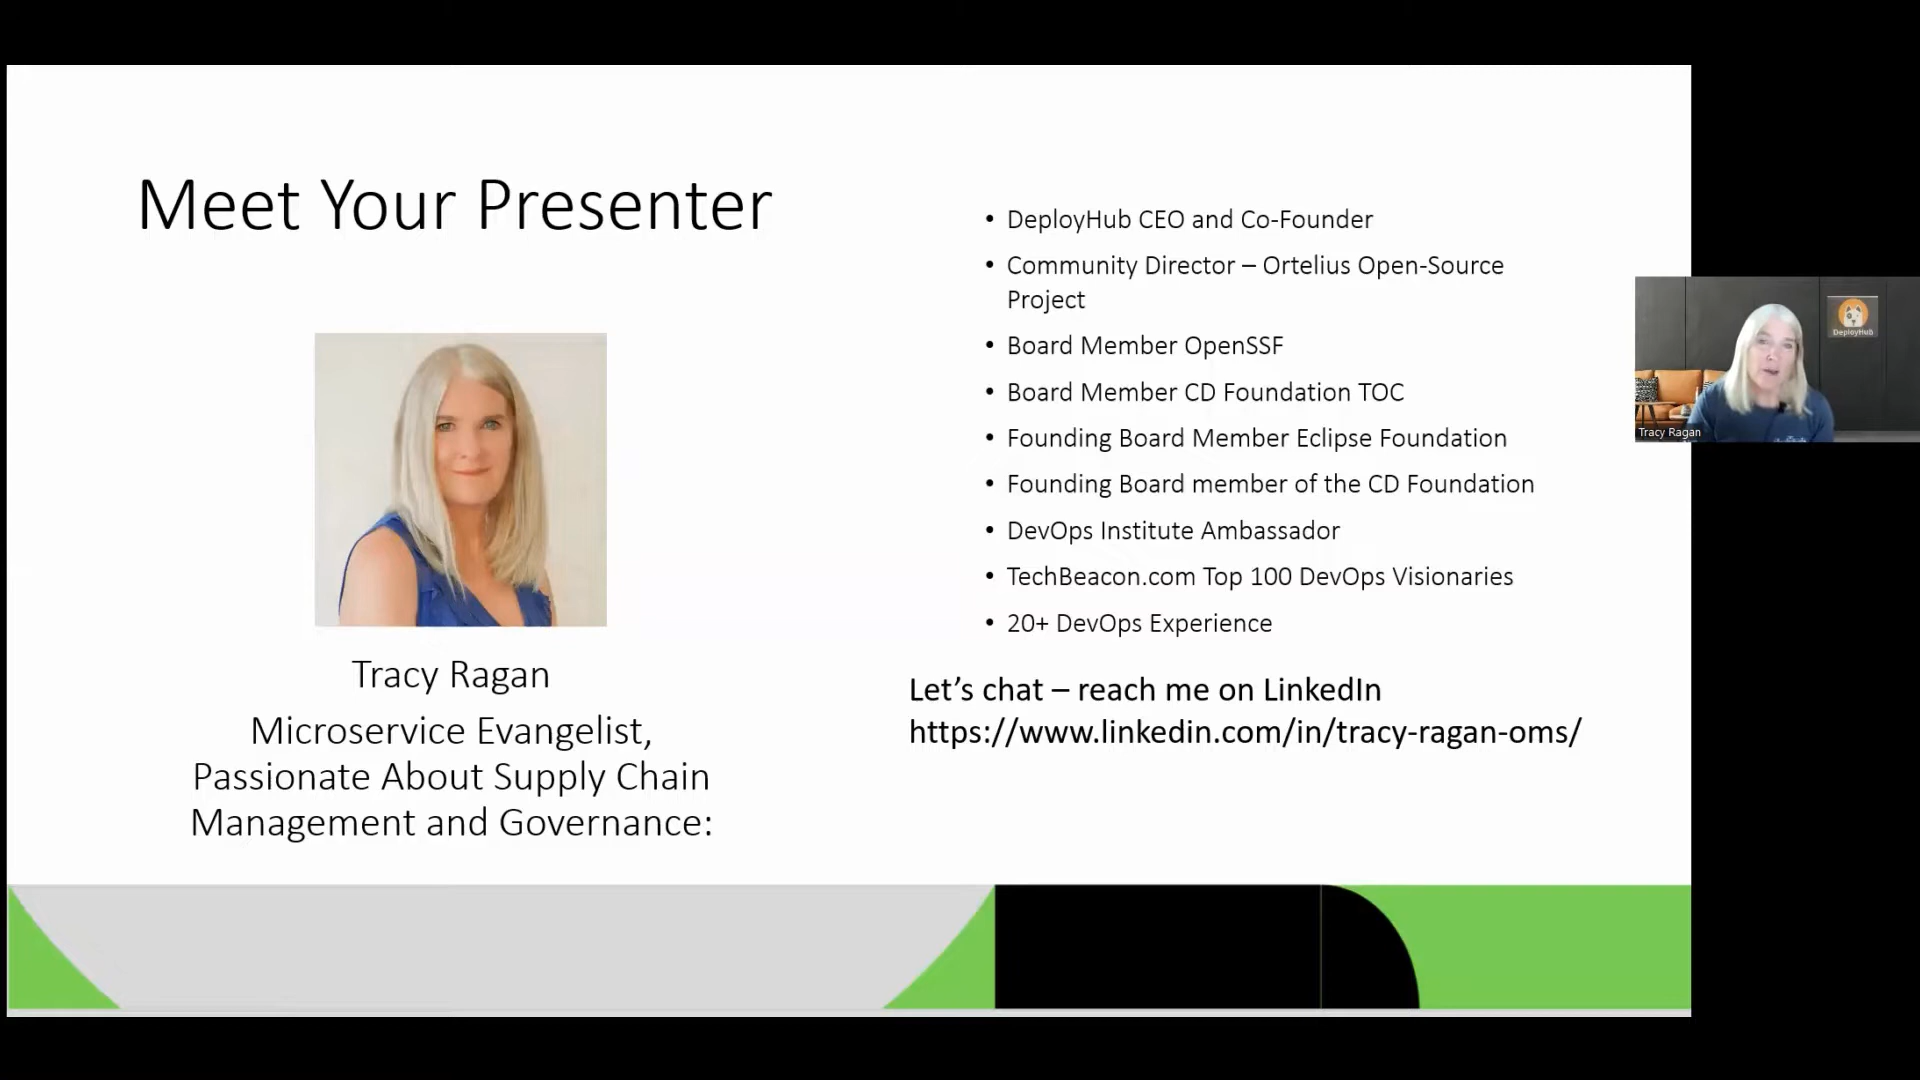 Meet Your Presenter
Tracy Ragan
Microservice Evangelist,
Passionate About Supply Chain
Management and Governance:
• DeployHub CEO and Co-Founder
• Community Director – Ortelius Open-Source
Project
• Board Member OpenSSF
• Board Member CD Foundation TOC
• Founding Board Member Eclipse Foundation
• Founding Board member of the CD Foundation
• DevOps Institute Ambassador
• TechBeacon.com Top 100 DevOps Visionaries
• 20+ DevOps Experience
Let’s chat – reach me on LinkedIn
https://www.linkedin.com/in/tracy-ragan-oms/
DeployHub
Tracy Ragan